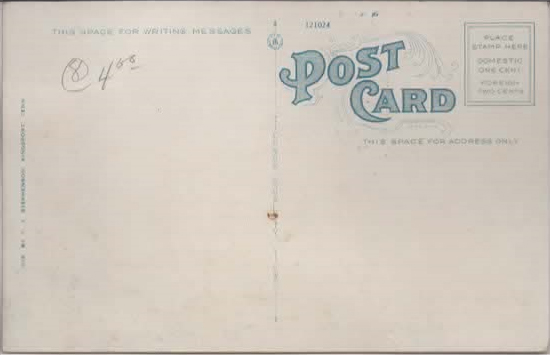 THIS SPACE FOR WRITING MESSAGES
8 4.00
121024
POST
CARD
PLACE
STAMP HERE
DOMESTIC
ONE CENT
FOREIGN
TWO CENTS
THIS SPACE FOR ADDRESS ONLY